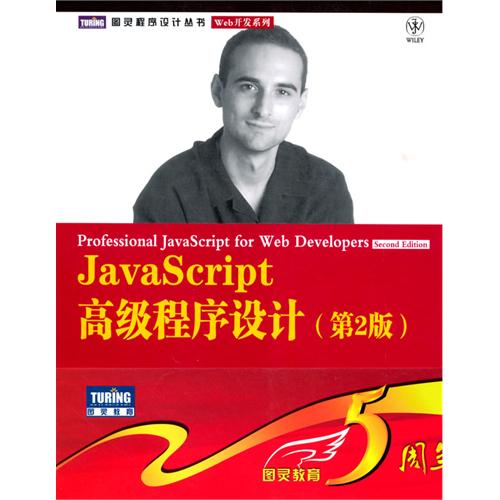 TURING 图灵程序设计丛书 Web开发系列
WILEY
Professional JavaScript for Web Developers Second Edition
JavaScript
高级程序设计（第2版）
TURING
图灵教育
图灵教育
5周